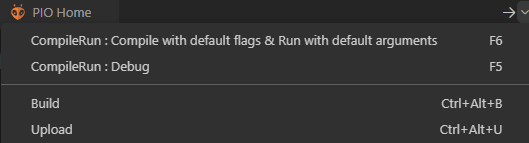 PIO Home
CompileRun : Compile with default flags & Run with default arguments F6
CompileRun : Debug F5
Build Ctrl+Alt+B
Upload Ctrl+Alt+U